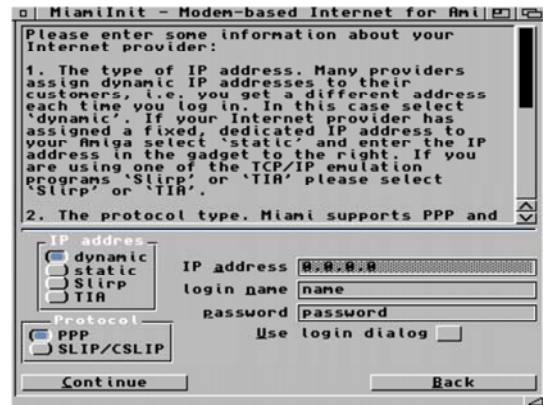 MiamiInit - Modem-based Internet for Ami
Please enter some information about your
Internet provider:
1. The type of IP address. Many providers
assign dynamic IP addresses to their
customers, i.e. you get a different address
each time you log in. In this case select
`dynamic'. If your Internet provider has
assigned a fixed, dedicated IP address to
your Amiga select `static' and enter the IP
address in the gadget to the right. If you
are using one of the TCP/IP emulation
programs `Slirp' or `TIA' please select
`Slirp' or `TIA'.
2. The protocol type. Miami supports PPP and
IP addres
dynamic
static
Slirp
TIA
IP address 0.0.0.0
login name name
password password
Use login dialog
Protocol
PPP
SLIP/CSLIP
Continue
Back